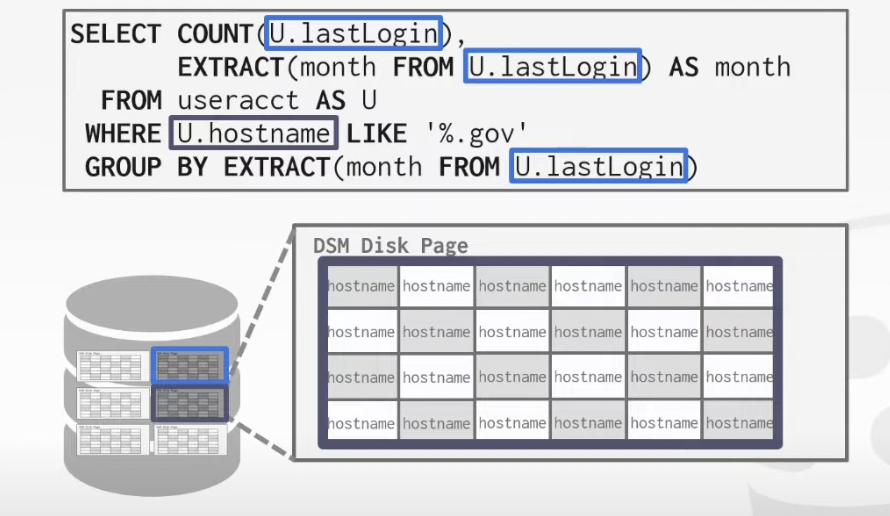 SELECT COUNT(U.lastLogin),
EXTRACT(month FROM U.lastLogin) AS month
FROM useracct AS U
WHERE U.hostname LIKE '%.gov'
GROUP BY EXTRACT(month FROM U.lastLogin)
DSM Disk Page
hostname hostname hostname hostname hostname hostname
hostname hostname hostname hostname hostname hostname
hostname hostname hostname hostname hostname hostname
hostname hostname hostname hostname hostname hostname